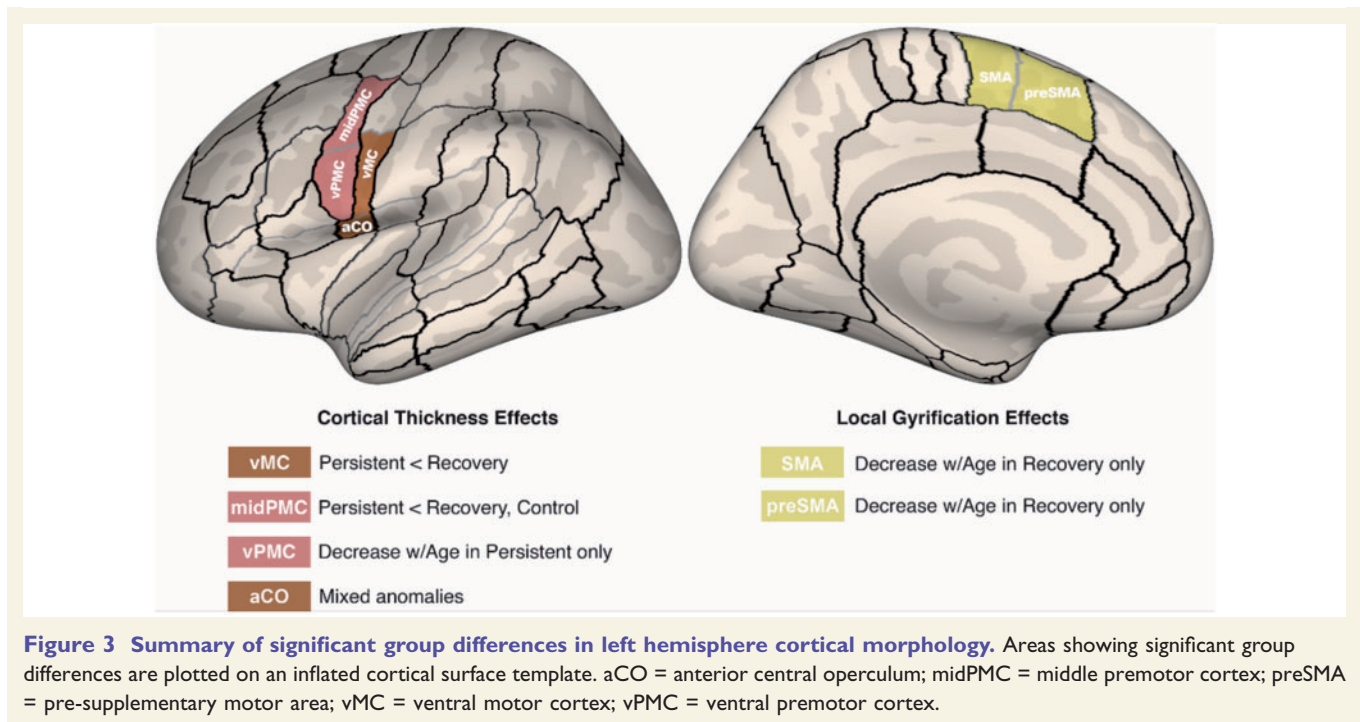 midPMC
vPMC
vMC
aCO
SMA
preSMA
Cortical Thickness Effects
vMC Persistent < Recovery
midPMC Persistent < Recovery, Control
vPMC Decrease w/Age in Persistent only
aCO Mixed anomalies
Local Gyrification Effects
SMA Decrease w/Age in Recovery only
preSMA Decrease w/Age in Recovery only
Figure 3 Summary of significant group differences in left hemisphere cortical morphology. Areas showing significant group
differences are plotted on an inflated cortical surface template. aCO = anterior central operculum; midPMC = middle premotor cortex; preSMA
= pre-supplementary motor area; vMC = ventral motor cortex; vPMC = ventral premotor cortex.